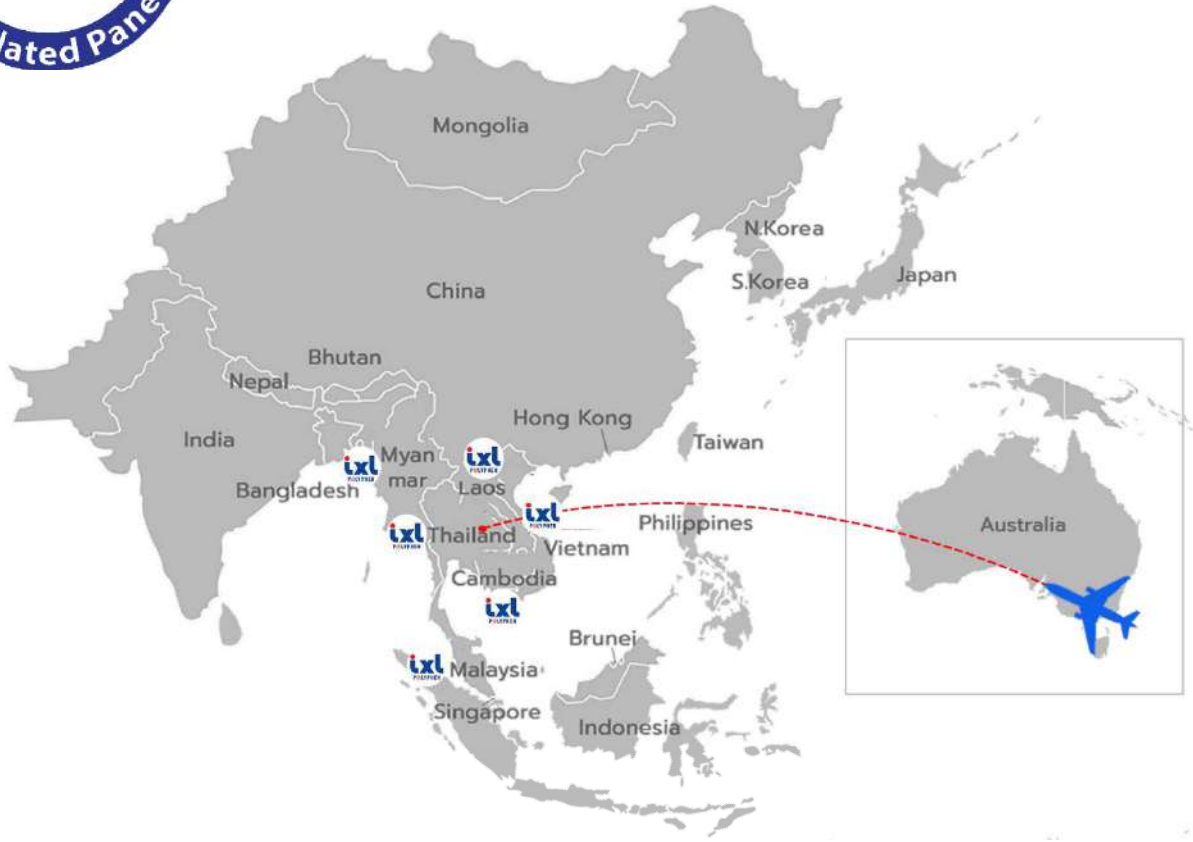 lated Pane
Mongolia
N.Korea
S.Korea
Japan
China
Bhutan
Nepal
Hong Kong
India
Taiwan
Myan
mar
ixl
ixl
Laos
Bangladesh
ixl
Philippines
Australia
ixl
Thailand
Vietnam
Cambodia
ixl
Brunei
ixl
Malaysia
Singapore
Indonesia